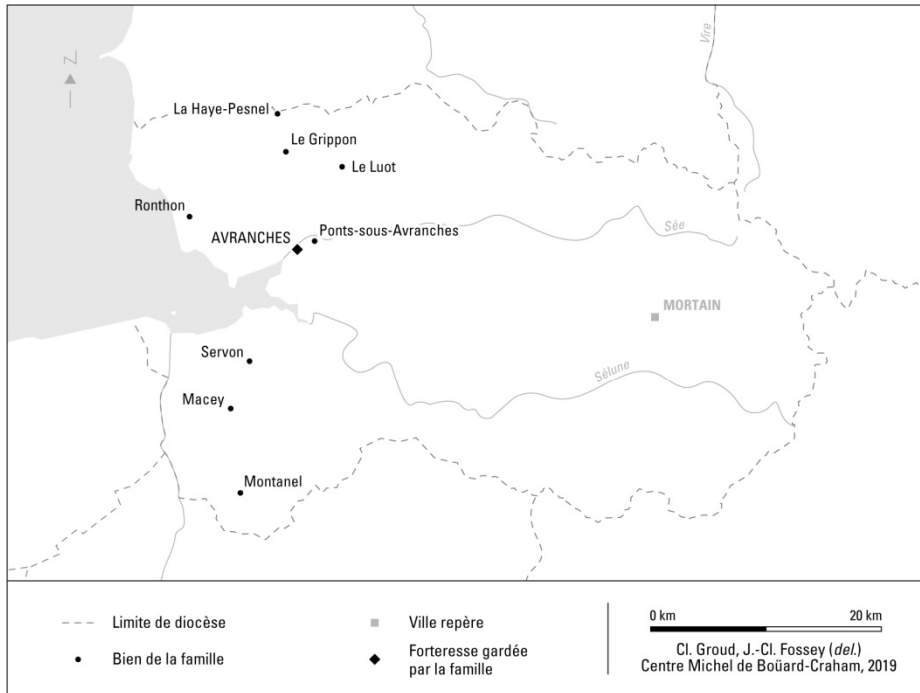 Vire
N
La Haye-Pesnel
Le Grippon
Le Luot
Ronthon
AVRANCHES
Ponts-sous-Avranches
Sée
MORTAIN
Servon
Sélune
Macey
Montanel
Limite de diocèse
Bien de la famille
Ville repère
Forteresse gardée
par la famille
0 km 20 km
Cl. Groud, J.-Cl. Fossey (del.)
Centre Michel de Boüard-Craham, 2019